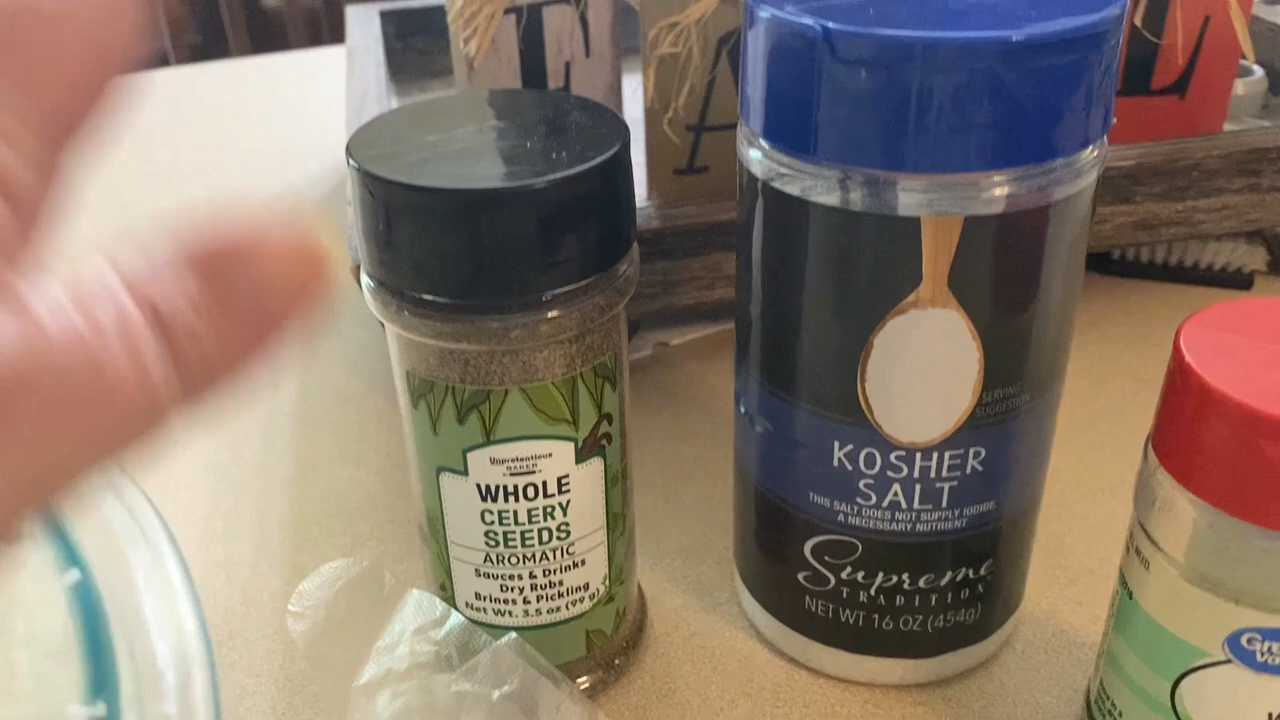 T
A
L
Unpretentious
BAKER
WHOLE
CELERY
SEEDS
AROMATIC
Sauces & Drinks
Dry Rubs
Brines & Pickling
Net Wt. 3.5 oz (99 g)
SERVING
SUGGESTION
KOSHER
SALT
THIS SALT DOES NOT SUPPLY IODIDE,
A NECESSARY NUTRIENT
Supreme
TRADITION
NET WT 16 OZ (454g)